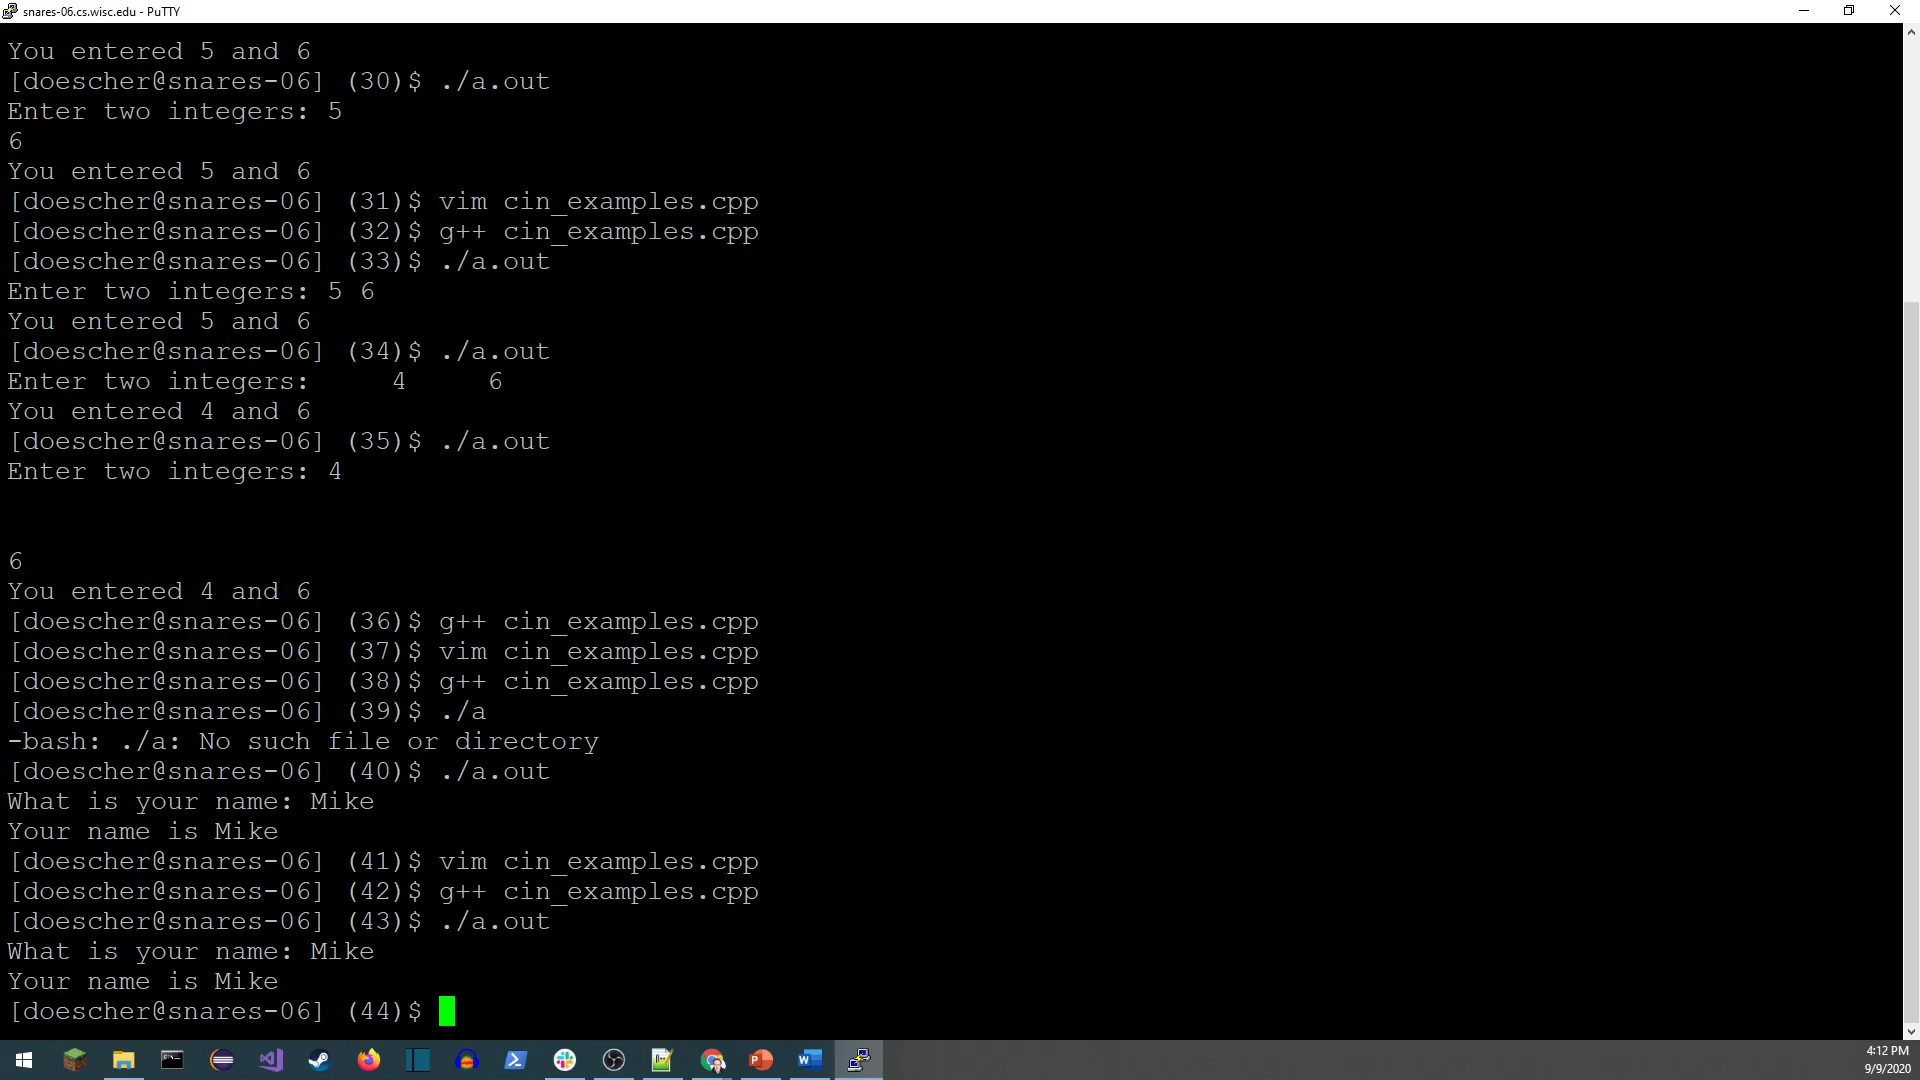 snares-06.cs.wisc.edu - PuTTY
You entered 5 and 6
[doescher@snares-06] (30)$ ./a.out
Enter two integers: 5
6
You entered 5 and 6
[doescher@snares-06] (31)$ vim cin_examples.cpp
[doescher@snares-06] (32)$ g++ cin_examples.cpp
[doescher@snares-06] (33)$ ./a.out
Enter two integers: 5 6
You entered 5 and 6
[doescher@snares-06] (34)$ ./a.out
Enter two integers:     4     6
You entered 4 and 6
[doescher@snares-06] (35)$ ./a.out
Enter two integers: 4
6
You entered 4 and 6
[doescher@snares-06] (36)$ g++ cin_examples.cpp
[doescher@snares-06] (37)$ vim cin_examples.cpp
[doescher@snares-06] (38)$ g++ cin_examples.cpp
[doescher@snares-06] (39)$ ./a
-bash: ./a: No such file or directory
[doescher@snares-06] (40)$ ./a.out
What is your name: Mike
Your name is Mike
[doescher@snares-06] (41)$ vim cin_examples.cpp
[doescher@snares-06] (42)$ g++ cin_examples.cpp
[doescher@snares-06] (43)$ ./a.out
What is your name: Mike
Your name is Mike
[doescher@snares-06] (44)$
4:12 PM
9/9/2020